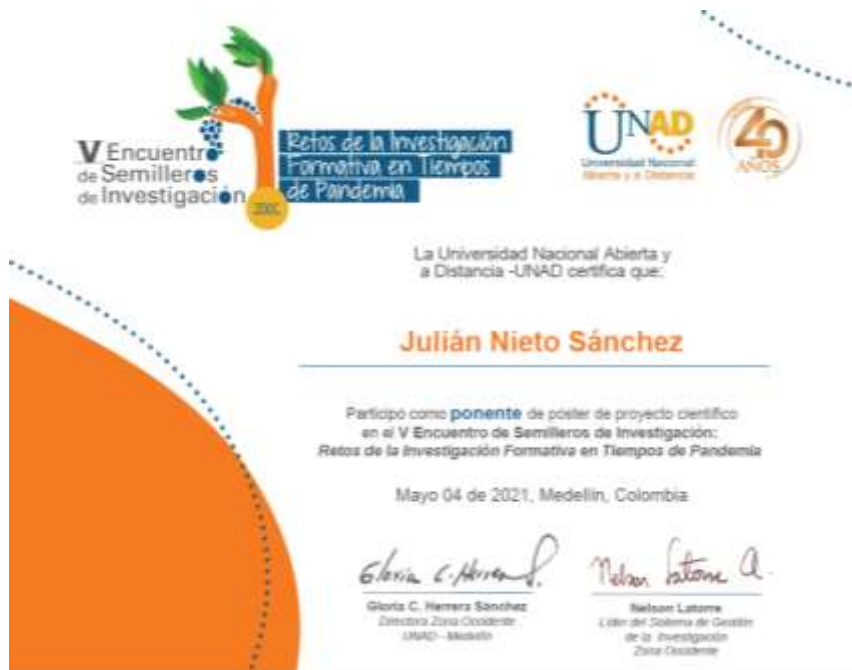 V Encuentro
de Semilleros
de Investigación
Retos de la Investigación
Formativa en Tiempos
de Pandemia
UNAD
Universidad Nacional
Abierta y a Distancia
40
AÑOS
La Universidad Nacional Abierta y
a Distancia -UNAD certifica que:
Julián Nieto Sánchez
Participó como ponente de póster de proyecto científico
en el V Encuentro de Semilleros de Investigación:
Retos de la Investigación Formativa en Tiempos de Pandemia
Mayo 04 de 2021, Medellín, Colombia
Gloria C. Herrera S.
Nelson Latorre A.
Gloria C. Herrera Sánchez
Directora Zona Occidente
UNAD - Medellín
Nelson Latorre
Líder del Sistema de Gestión
de la Investigación
Zona Occidente